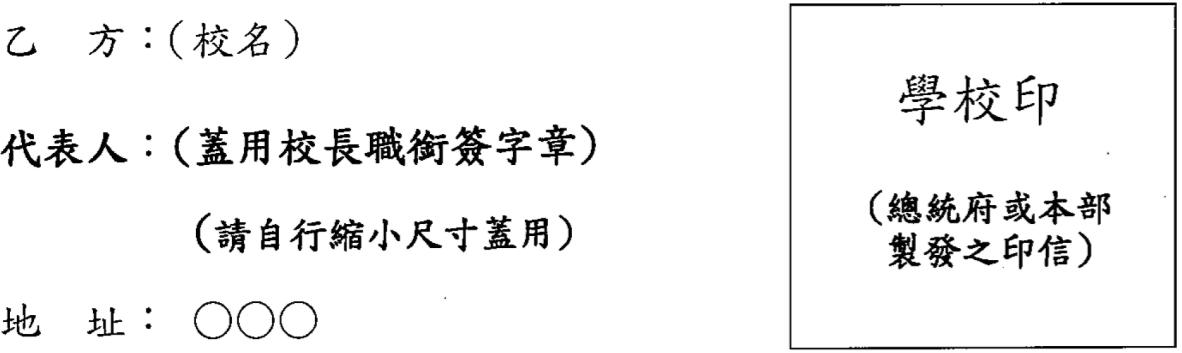 乙　方：（校名）
代表人：（蓋用校長職銜簽字章）
（請自行縮小尺寸蓋用）
地　址： ○○○
學校印
（總統府或本部
製發之印信）